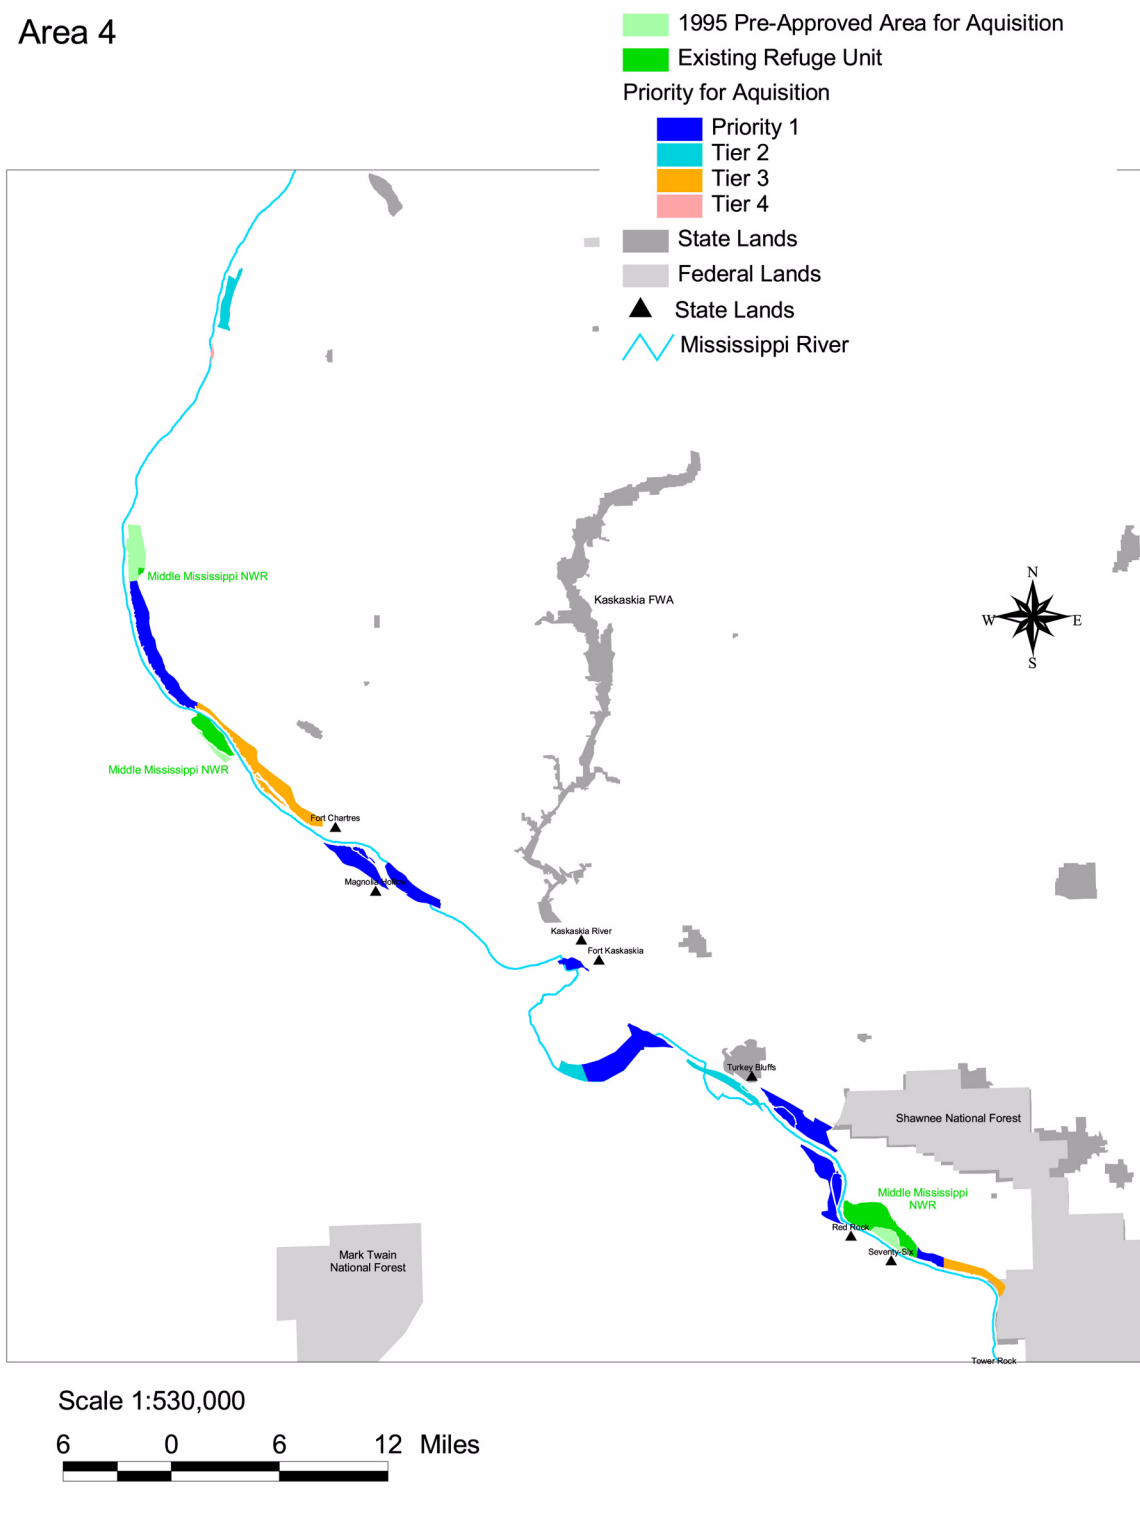 Area 4
1995 Pre-Approved Area for Aquisition
Existing Refuge Unit
Priority for Aquisition
Priority 1
Tier 2
Tier 3
Tier 4
State Lands
Federal Lands
State Lands
Mississippi River
N
W E
S
Middle Mississippi NWR
Kaskaskia FWA
Middle Mississippi NWR
Fort Chartres
Magnolia Hollow
Kaskaskia River
Fort Kaskaskia
Turkey Bluffs
Shawnee National Forest
Middle Mississippi
NWR
Red Rock
Seventy-Six
Mark Twain
National Forest
Tower Rock
Scale 1:530,000
6 0 6 12 Miles